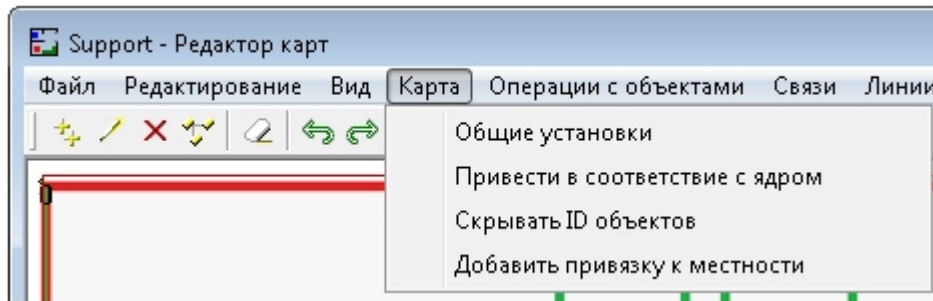 Support - Редактор карт
Файл Редактирование Вид Карта Операции с объектами Связи Линии
Общие установки
Привести в соответствие с ядром
Скрывать ID объектов
Добавить привязку к местности